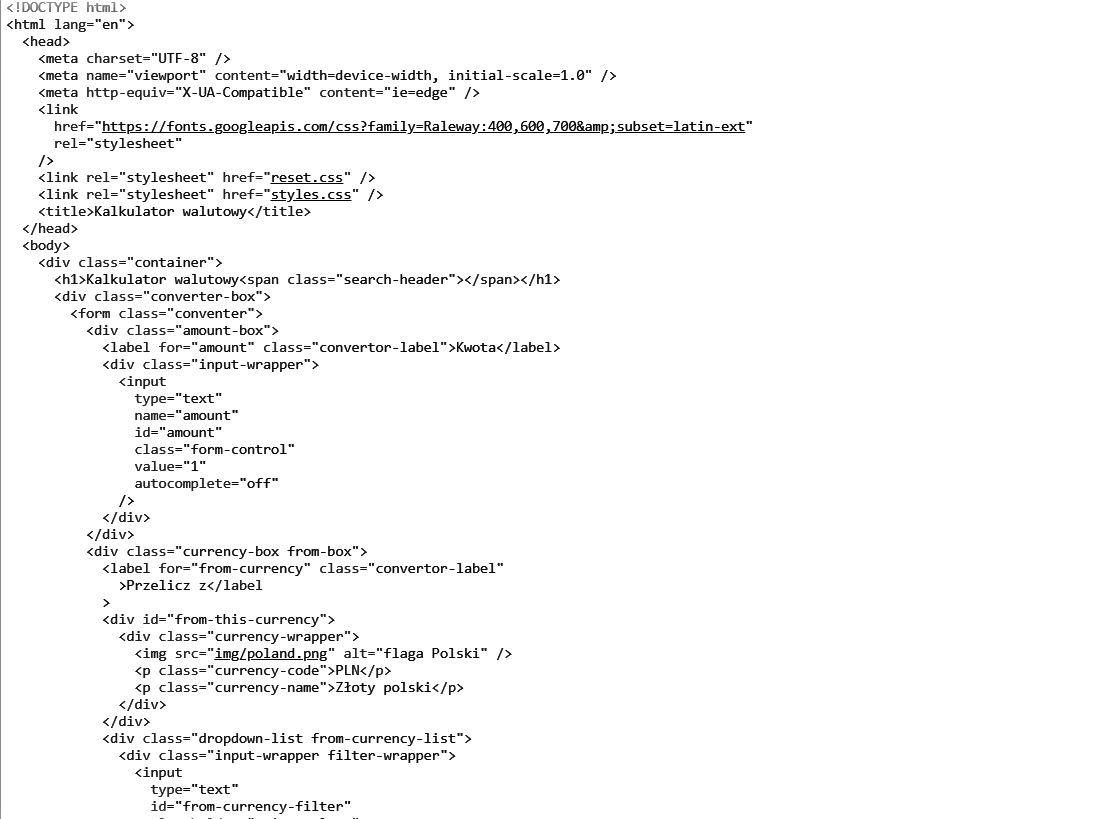 <!DOCTYPE html>
<html lang="en">
<head>
<meta charset="UTF-8" />
<meta name="viewport" content="width=device-width, initial-scale=1.0" />
<meta http-equiv="X-UA-Compatible" content="ie=edge" />
<link
href="https://fonts.googleapis.com/css?family=Raleway:400,600,700&amp;subset=latin-ext"
rel="stylesheet"
/>
<link rel="stylesheet" href="reset.css" />
<link rel="stylesheet" href="styles.css" />
<title>Kalkulator walutowy</title>
</head>
<body>
<div class="container">
<h1>Kalkulator walutowy<span class="search-header"></span></h1>
<div class="converter-box">
<form class="conventer">
<div class="amount-box">
<label for="amount" class="convertor-label">Kwota</label>
<div class="input-wrapper">
<input
type="text"
name="amount"
id="amount"
class="form-control"
value="1"
autocomplete="off"
/>
</div>
</div>
<div class="currency-box from-box">
<label for="from-currency" class="convertor-label"
>Przelicz z</label
>
<div id="from-this-currency">
<div class="currency-wrapper">
<img src="img/poland.png" alt="flaga Polski" />
<p class="currency-code">PLN</p>
<p class="currency-name">Złoty polski</p>
</div>
</div>
<div class="dropdown-list from-currency-list">
<div class="input-wrapper filter-wrapper">
<input
type="text"
id="from-currency-filter"